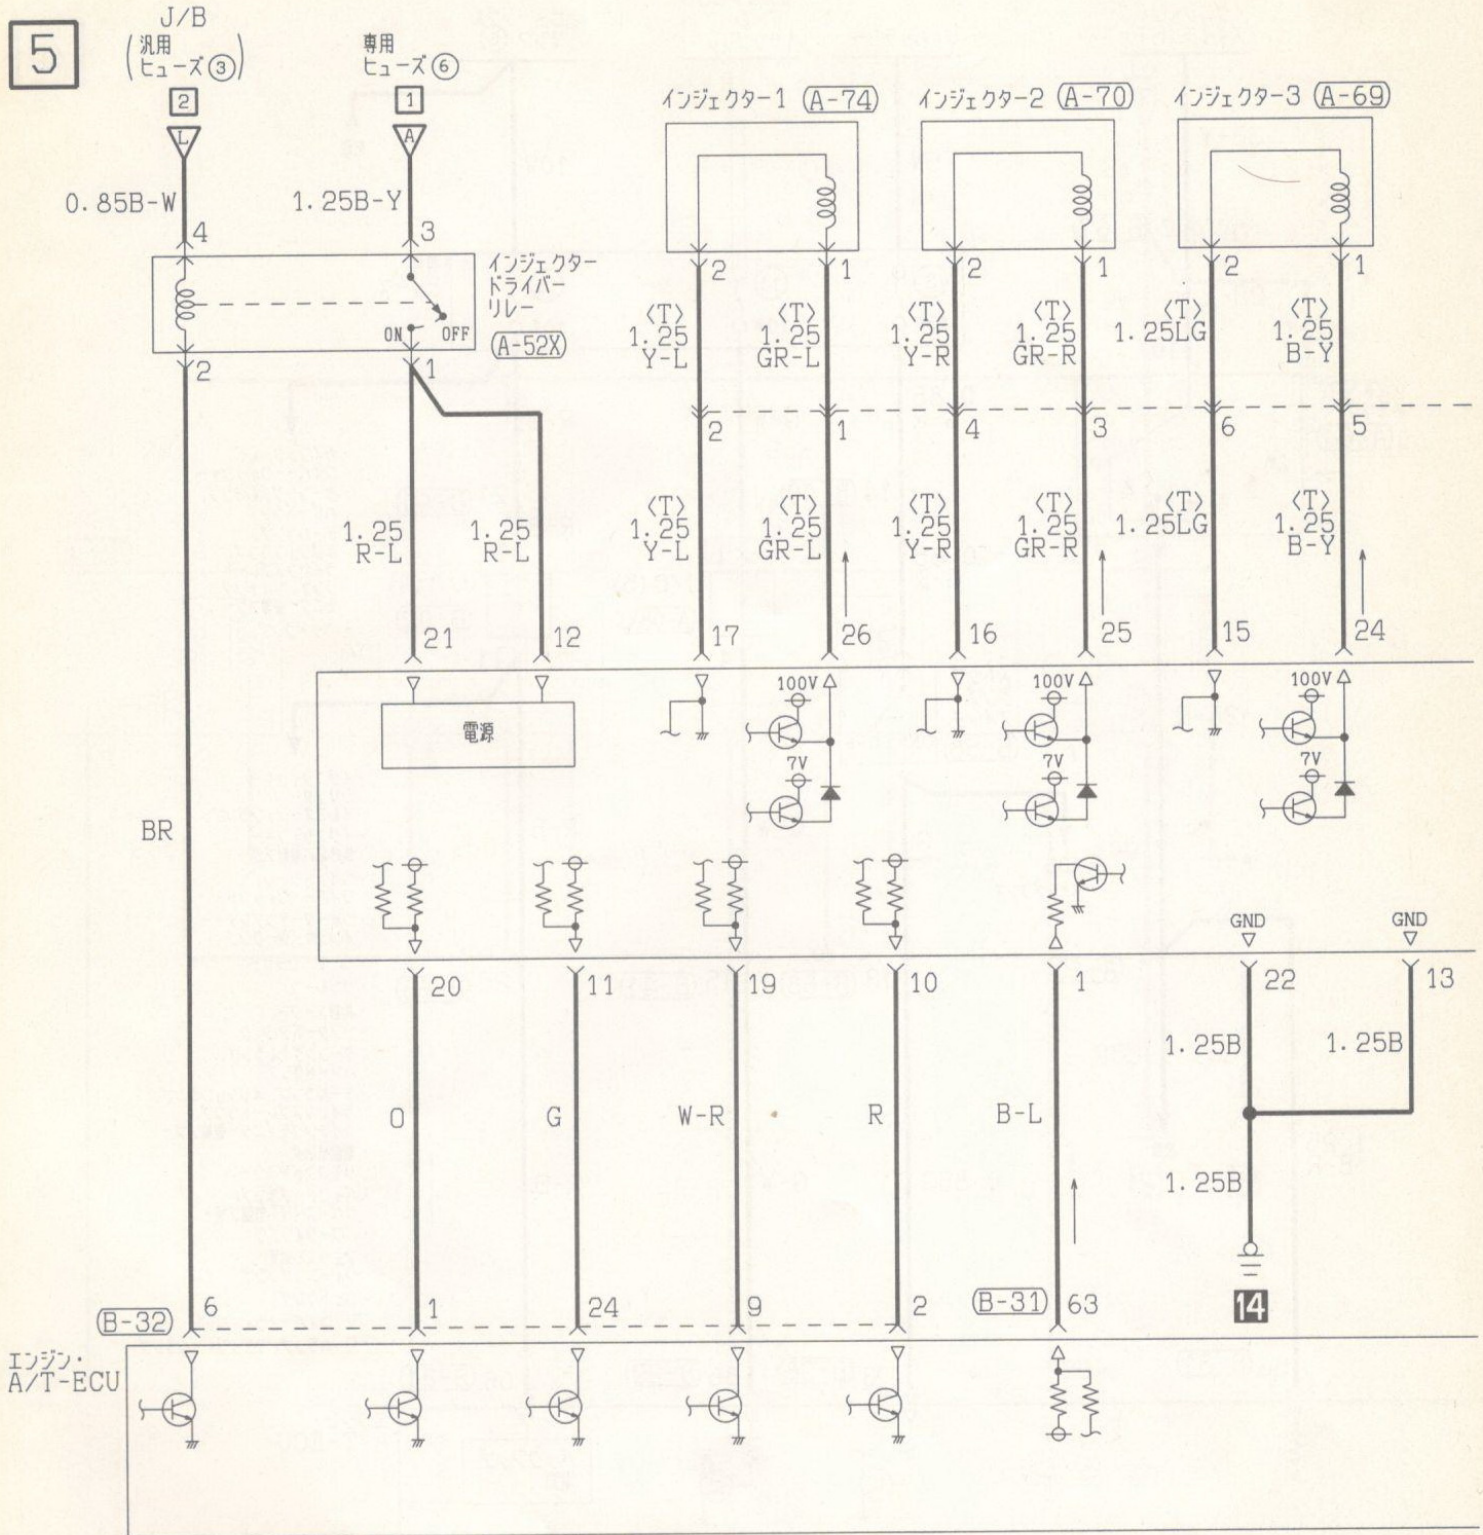 5
J/B
(汎用
ヒューズ③)
専用
ヒューズ⑥
2
1
L
A
インジェクター1 A-74
インジェクター2 A-70
インジェクター3 A-69
0.85B-W
1.25B-Y
4
3
インジェクター
ドライバー
リレー
ON
OFF
A-52X
2
1
2
1
2
1
2
1
<T>
1.25
Y-L
<T>
1.25
GR-L
<T>
1.25
Y-R
<T>
1.25
GR-R
<T>
1.25LG
<T>
1.25
B-Y
2
1
4
3
6
5
1.25
R-L
1.25
R-L
<T>
1.25
Y-L
<T>
1.25
GR-L
<T>
1.25
Y-R
<T>
1.25
GR-R
<T>
1.25LG
<T>
1.25
B-Y
21
12
17
26
16
25
15
24
電源
100V
7V
100V
7V
100V
7V
BR
GND
GND
20
11
19
10
1
22
13
1.25B
1.25B
O
G
W-R
R
B-L
1.25B
14
B-32
6
1
24
9
2
B-31
63
エンジン・
A/T-ECU